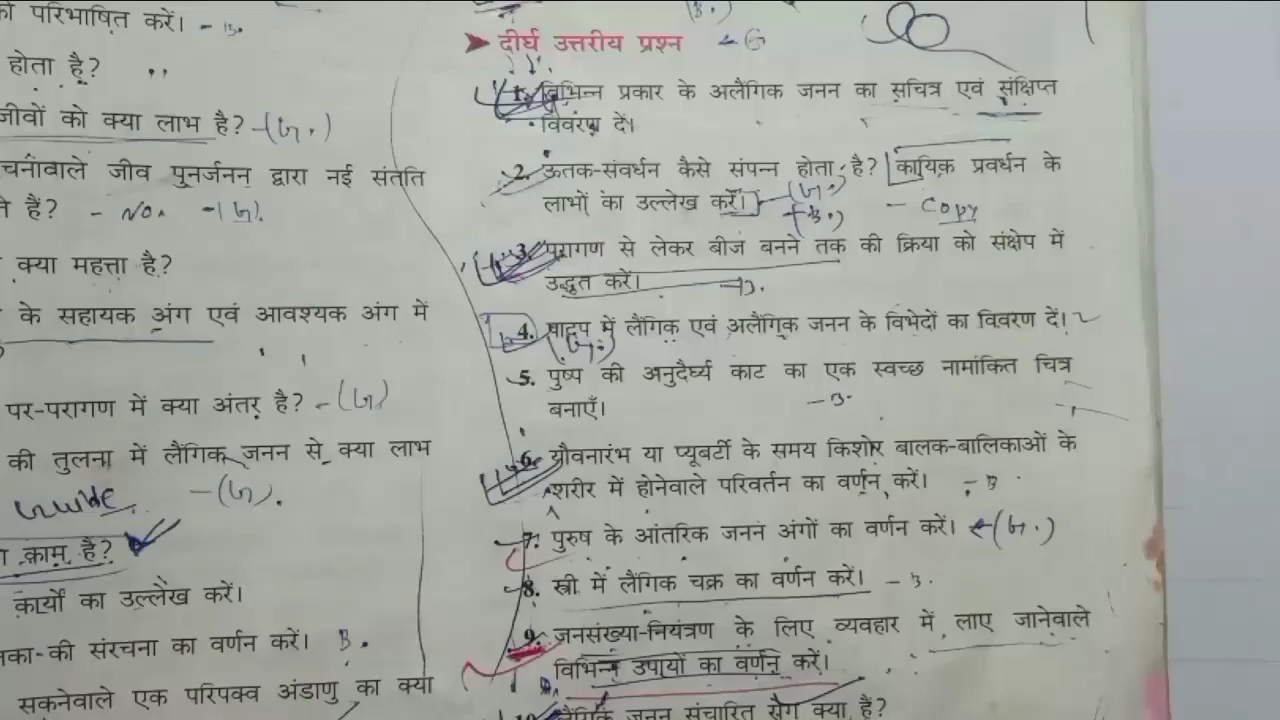 को परिभाषित करें। - B.
होता है? ,,
जीवों को क्या लाभ है? -(G.)
चनावाले जीव पुनर्जनन द्वारा नई संतति
हैं? - No. -(G).
क्या महत्ता है?
के सहायक अंग एवं आवश्यक अंग में
पर-परागण में क्या अंतर है? -(G)
की तुलना में लैंगिक जनन से क्या लाभ
Guide -(G).
काम है?
कार्यों का उल्लेख करें।
की संरचना का वर्णन करें। B.
सकनेवाले एक परिपक्व अंडाणु का क्या
(B.)
➤ दीर्घ उत्तरीय प्रश्न - G
1. विभिन्न प्रकार के अलैंगिक जनन का सचित्र एवं संक्षिप्त
विवरण दें।
2. ऊतक-संवर्धन कैसे संपन्न होता है? कायिक प्रवर्धन के
लाभों का उल्लेख करें। -(G.) -(B.) - Copy
3. परागण से लेकर बीज बनने तक की क्रिया को संक्षेप में
उद्धृत करें। -B.
4. पादप में लैंगिक एवं अलैंगिक जनन के विभेदों का विवरण दें।
(G.)
5. पुष्प की अनुदैर्घ्य काट का एक स्वच्छ नामांकित चित्र
बनाएँ। -B-
6. यौवनारंभ या प्यूबर्टी के समय किशोर बालक-बालिकाओं के
शरीर में होनेवाले परिवर्तन का वर्णन करें। - B .
7. पुरुष के आंतरिक जनन अंगों का वर्णन करें। -(G.)
8. स्त्री में लैंगिक चक्र का वर्णन करें। - B.
9. जनसंख्या-नियंत्रण के लिए व्यवहार में लाए जानेवाले
विभिन्न उपायों का वर्णन करें।
10. लैंगिक जनन संचारित रोग क्या है?